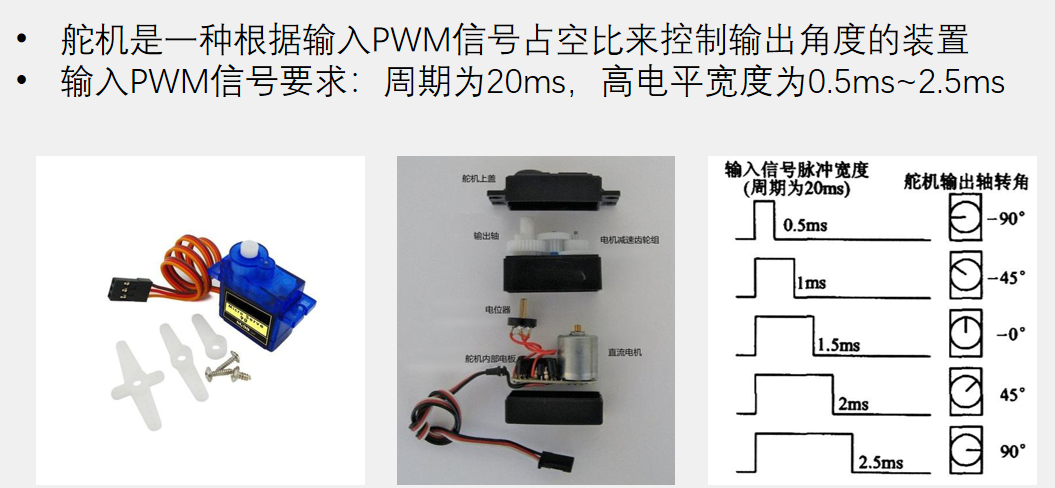 舵机是一种根据输入PWM信号占空比来控制输出角度的装置
输入PWM信号要求：周期为20ms，高电平宽度为0.5ms~2.5ms
舵机上盖
输出轴
电机减速齿轮组
电位器
舵机内部电板
直流电机
输入信号脉冲宽度
(周期为20ms)
舵机输出轴转角
0.5ms
-90°
1ms
-45°
1.5ms
-0°
2ms
45°
2.5ms
90°